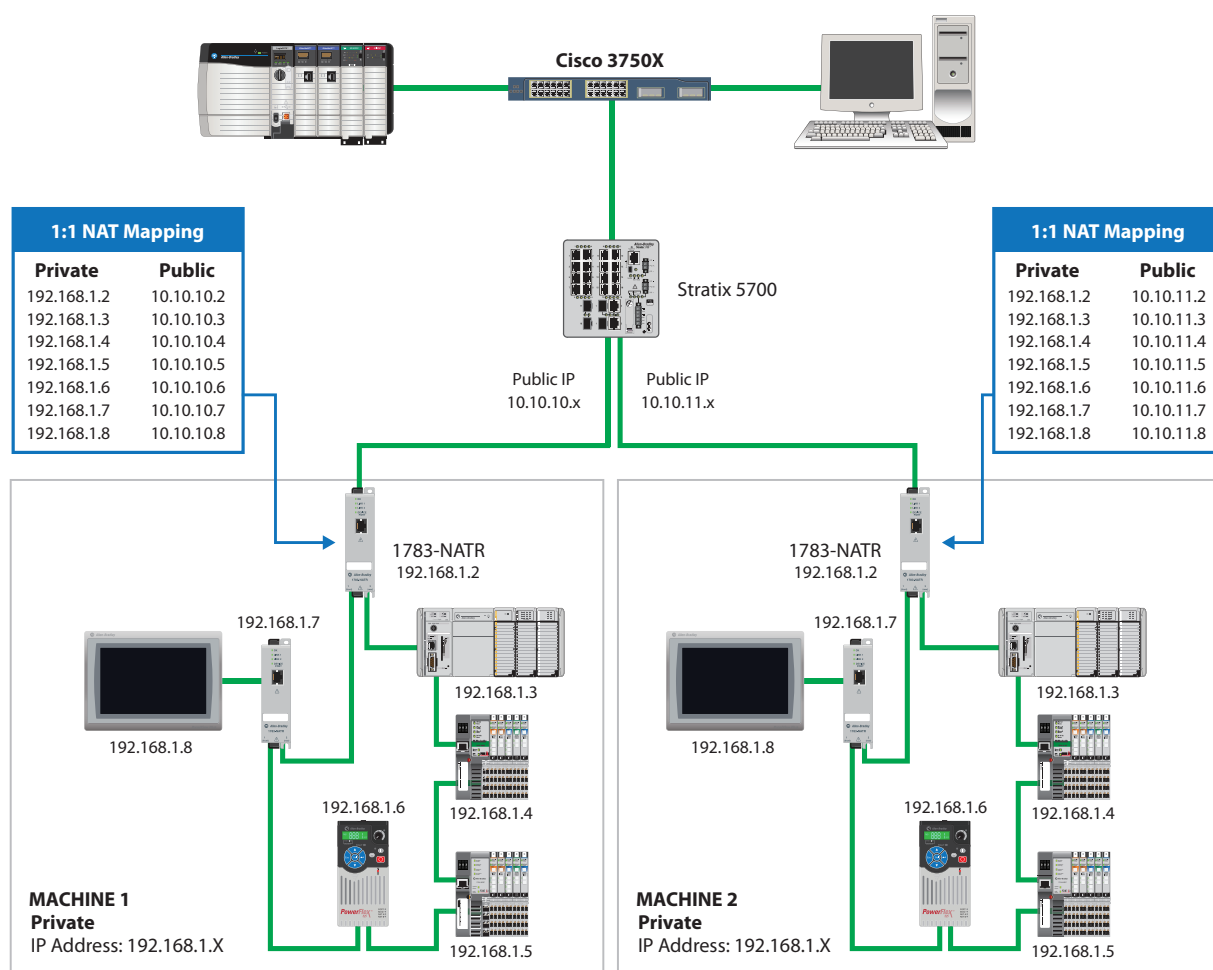 Cisco 3750X
Stratix 5700
1:1 NAT Mapping
Private Public
192.168.1.2 10.10.10.2
192.168.1.3 10.10.10.3
192.168.1.4 10.10.10.4
192.168.1.5 10.10.10.5
192.168.1.6 10.10.10.6
192.168.1.7 10.10.10.7
192.168.1.8 10.10.10.8
1:1 NAT Mapping
Private Public
192.168.1.2 10.10.11.2
192.168.1.3 10.10.11.3
192.168.1.4 10.10.11.4
192.168.1.5 10.10.11.5
192.168.1.6 10.10.11.6
192.168.1.7 10.10.11.7
192.168.1.8 10.10.11.8
Public IP
10.10.10.x
Public IP
10.10.11.x
1783-NATR
192.168.1.2
192.168.1.7
192.168.1.3
192.168.1.8
192.168.1.6
192.168.1.4
PowerFlex
192.168.1.5
MACHINE 1
Private
IP Address: 192.168.1.X
1783-NATR
192.168.1.2
192.168.1.7
192.168.1.3
192.168.1.8
192.168.1.6
192.168.1.4
PowerFlex
192.168.1.5
MACHINE 2
Private
IP Address: 192.168.1.X